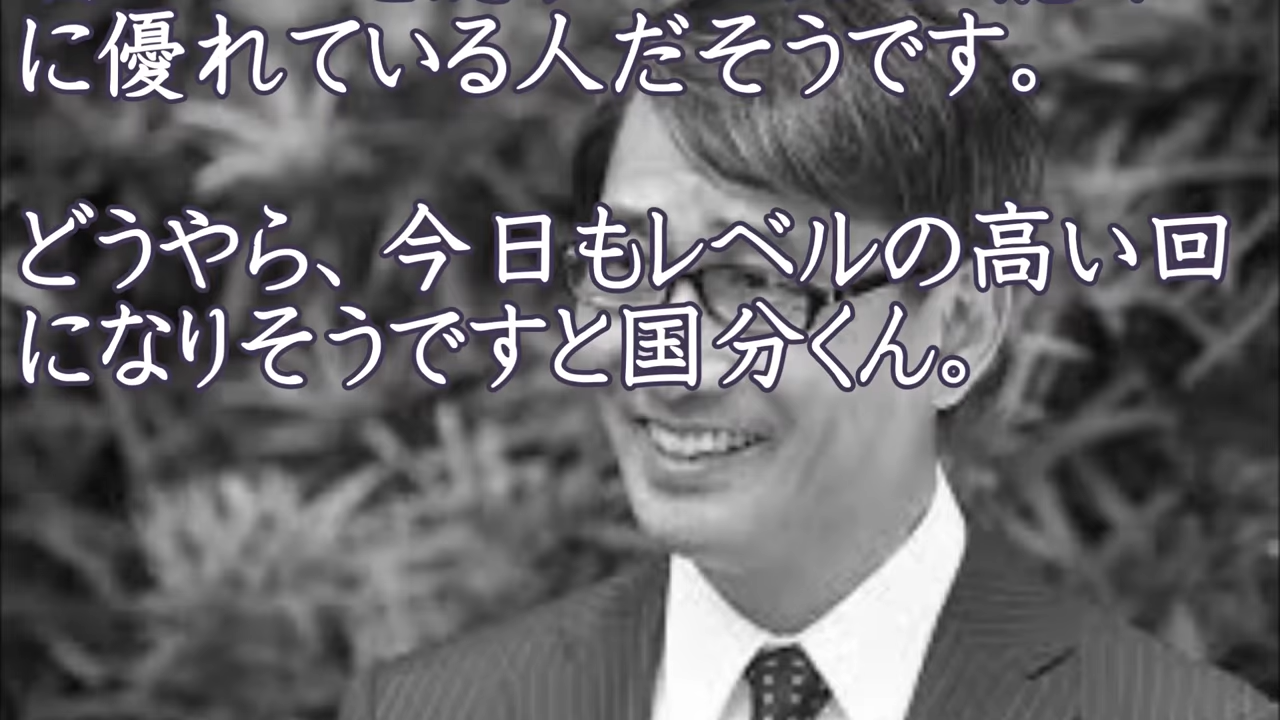 に優れている人だそうです。
どうやら、今日もレベルの高い回
になりそうですと国分くん。